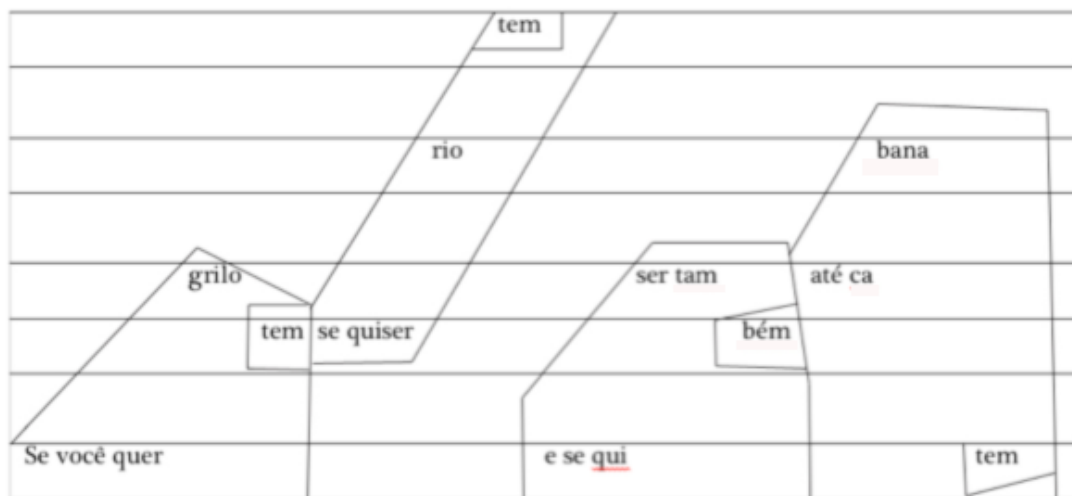 tem
rio
bana
grilo
ser tam
até ca
tem
se quiser
bém
Se você quer
e se qui
tem